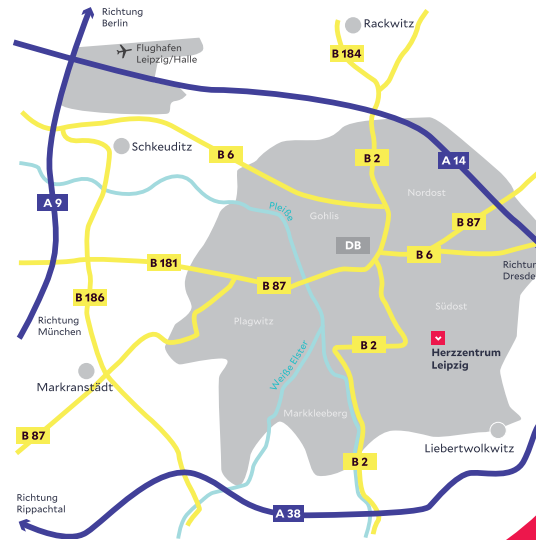 Richtung
Berlin
Rackwitz
Flughafen
Leipzig/Halle
B 184
Schkeuditz
B 6
B 2
A 14
Nordost
A 9
Pleiße
Gohlis
B 87
DB
B 6
B 181
Richtun
Dresde
B 87
B 186
Südost
Richtung
München
Plagwitz
B 2
Herzzentrum
Leipzig
Weiße Elster
Markranstädt
Markkleeberg
B 87
Liebertwolkwitz
B 2
Richtung
Rippachtal
A 38